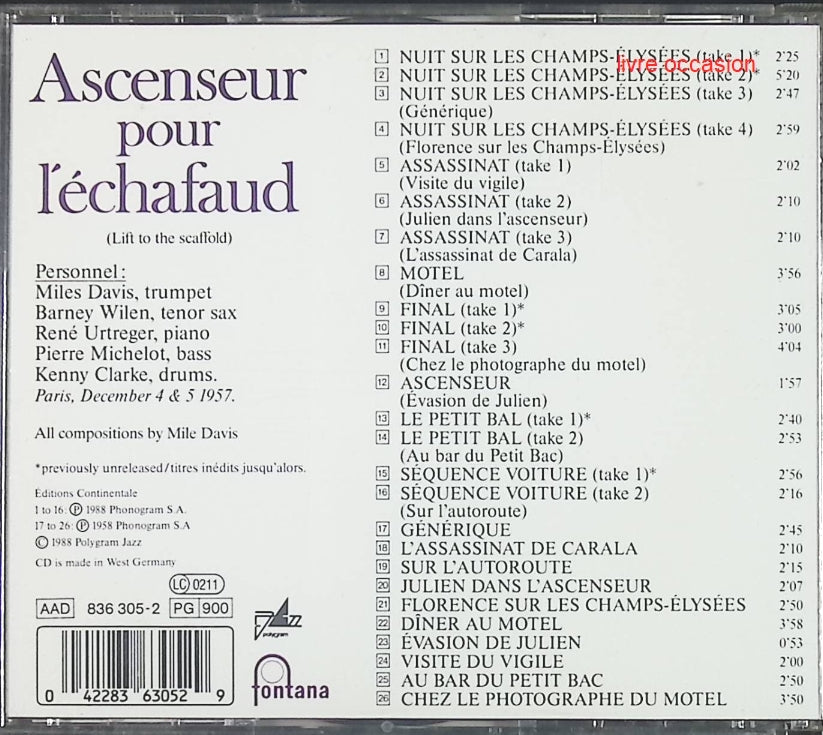 Ascenseur
pour
l'échafaud
(Lift to the scaffold)
Personnel:
Miles Davis, trumpet
Barney Wilen, tenor sax
René Urtreger, piano
Pierre Michelot, bass
Kenny Clarke, drums.
Paris, December 4 & 5 1957.
All compositions by Mile Davis
*previously unreleased/titres inédits jusqu'alors.
Éditions Continentale
1 to 16: Ⓟ 1988 Phonogram S.A.
17 to 26: Ⓟ 1958 Phonogram S.A
© 1988 Polygram Jazz
CD is made in West Germany
LC 0211
AAD 836 305-2 PG 900
JAZZ
polygram
0 42283 63052 9
fontana
1 NUIT SUR LES CHAMPS-ÉLYSÉES (take 1)* 2'25
livre occasion
2 NUIT SUR LES CHAMPS-ÉLYSÉES (take 2)* 5'20
3 NUIT SUR LES CHAMPS-ÉLYSÉES (take 3) 2'47
(Générique)
4 NUIT SUR LES CHAMPS-ÉLYSÉES (take 4) 2'59
(Florence sur les Champs-Élysées)
5 ASSASSINAT (take 1) 2'02
(Visite du vigile)
6 ASSASSINAT (take 2) 2'10
(Julien dans l'ascenseur)
7 ASSASSINAT (take 3) 2'10
(L'assassinat de Carala)
8 MOTEL 3'56
(Dîner au motel)
9 FINAL (take 1)* 3'05
10 FINAL (take 2)* 3'00
11 FINAL (take 3) 4'04
(Chez le photographe du motel)
12 ASCENSEUR 1'57
(Évasion de Julien)
13 LE PETIT BAL (take 1)* 2'40
14 LE PETIT BAL (take 2) 2'53
(Au bar du Petit Bac)
15 SÉQUENCE VOITURE (take 1)* 2'56
16 SÉQUENCE VOITURE (take 2) 2'16
(Sur l'autoroute)
17 GÉNÉRIQUE 2'45
18 L'ASSASSINAT DE CARALA 2'10
19 SUR L'AUTOROUTE 2'15
20 JULIEN DANS L'ASCENSEUR 2'07
21 FLORENCE SUR LES CHAMPS-ÉLYSÉES 2'50
22 DÎNER AU MOTEL 3'58
23 ÉVASION DE JULIEN 0'53
24 VISITE DU VIGILE 2'00
25 AU BAR DU PETIT BAC 2'50
26 CHEZ LE PHOTOGRAPHE DU MOTEL 3'50